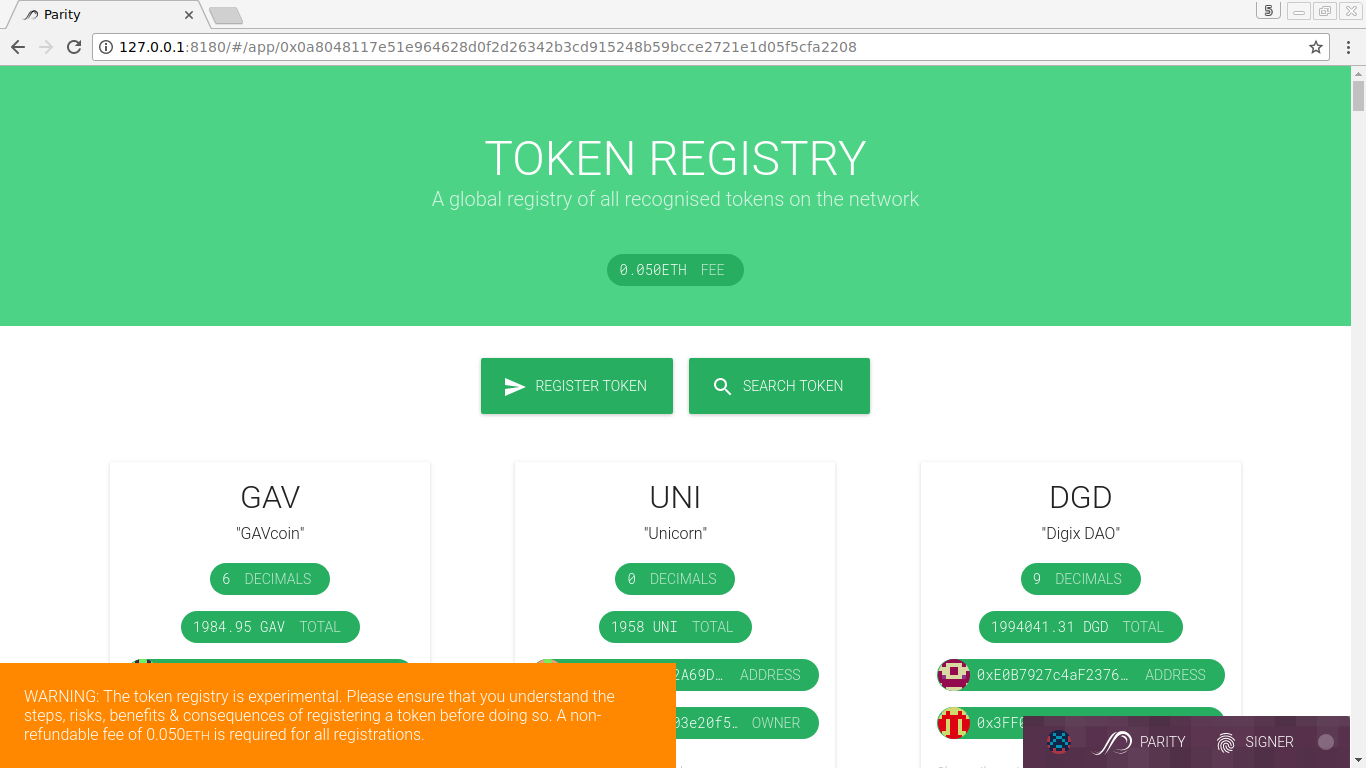 Parity
5
127.0.0.1:8180/#/app/0x0a8048117e51e964628d0f2d26342b3cd915248b59bcce2721e1d05f5cfa2208
TOKEN REGISTRY
A global registry of all recognised tokens on the network
0.050ETH FEE
REGISTER TOKEN
SEARCH TOKEN
GAV
"GAVcoin"
6 DECIMALS
1984.95 GAV TOTAL
UNI
"Unicorn"
0 DECIMALS
1958 UNI TOTAL
2A69D… ADDRESS
03e20f5… OWNER
DGD
"Digix DAO"
9 DECIMALS
1994041.31 DGD TOTAL
0xE0B7927c4aF2376… ADDRESS
WARNING: The token registry is experimental. Please ensure that you understand the
steps, risks, benefits & consequences of registering a token before doing so. A non-
refundable fee of 0.050ETH is required for all registrations.
PARITY
SIGNER